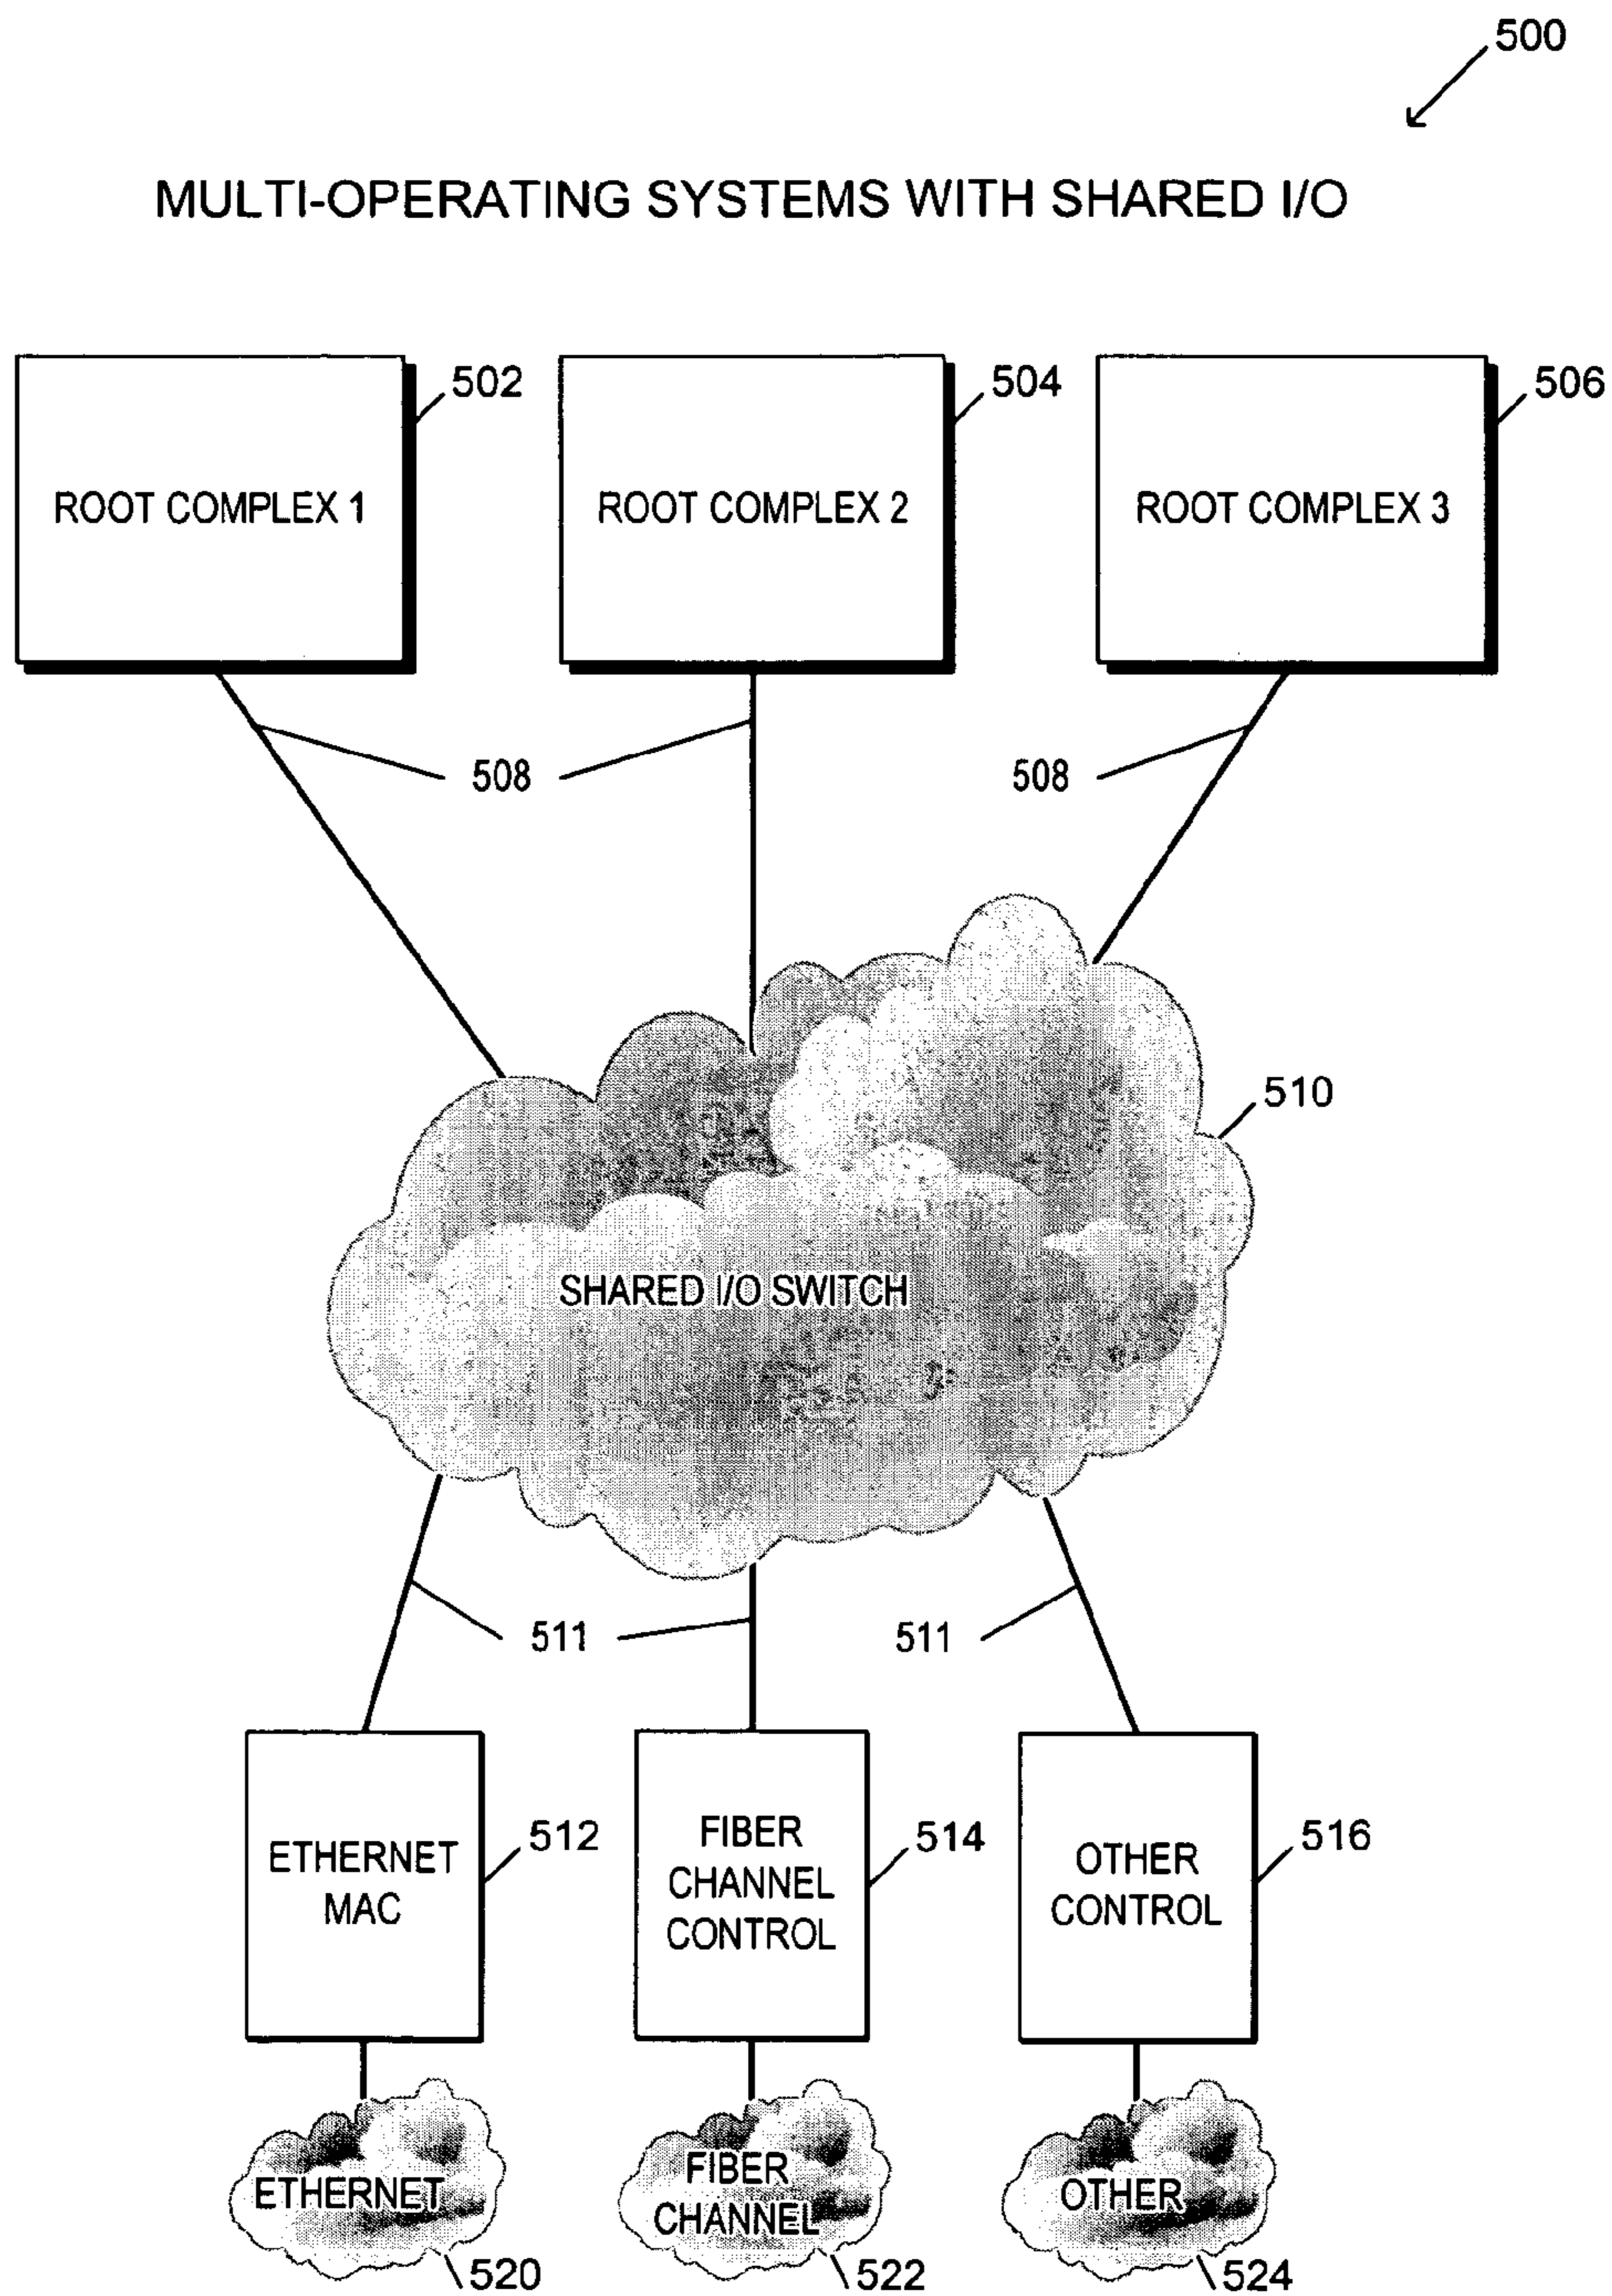 500
MULTI-OPERATING SYSTEMS WITH SHARED I/O
502
504
506
ROOT COMPLEX 1
ROOT COMPLEX 2
ROOT COMPLEX 3
508
508
510
SHARED I/O SWITCH
511
511
ETHERNET
MAC
512
FIBER
CHANNEL
CONTROL
514
OTHER
CONTROL
516
ETHERNET
520
FIBER
CHANNEL
522
OTHER
524